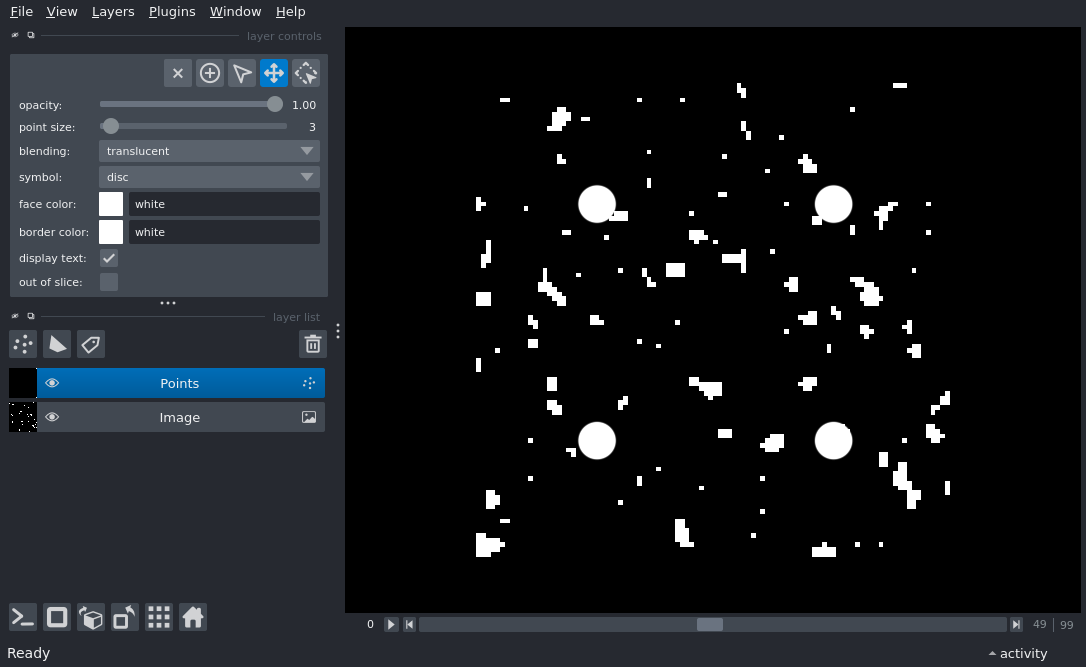 File View Layers Plugins Window Help
layer controls
opacity: 1.00
point size: 3
blending: translucent
symbol: disc
face color: white
border color: white
display text:
out of slice:
layer list
Points
Image
0 49 99
Ready activity